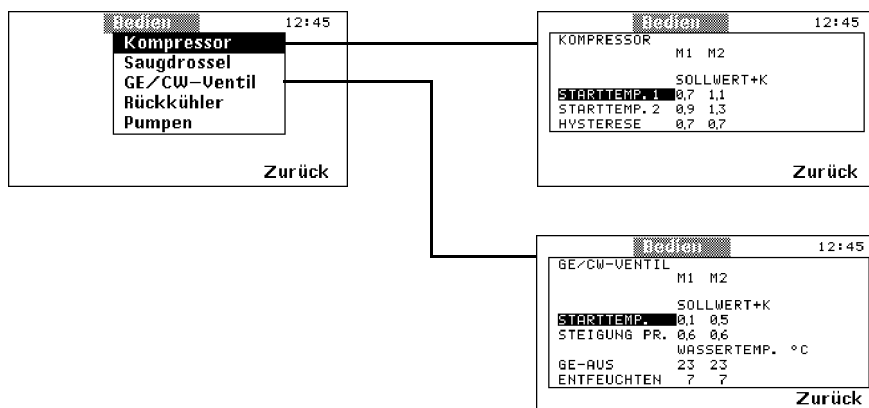 Bedien 12:45
Kompressor
Saugdrossel
GE/CW-Ventil
Rückkühler
Pumpen
Zurück
Bedien 12:45
KOMPRESSOR
M1 M2
SOLLWERT+K
STARTTEMP.1 0,7 1,1
STARTTEMP.2 0,9 1,3
HYSTERESE 0,7 0,7
Zurück
Bedien 12:45
GE/CW-VENTIL
M1 M2
SOLLWERT+K
STARTTEMP. 0,1 0,5
STEIGUNG PR. 0,6 0,6
WASSERTEMP. °C
GE-AUS 23 23
ENTFEUCHTEN 7 7
Zurück